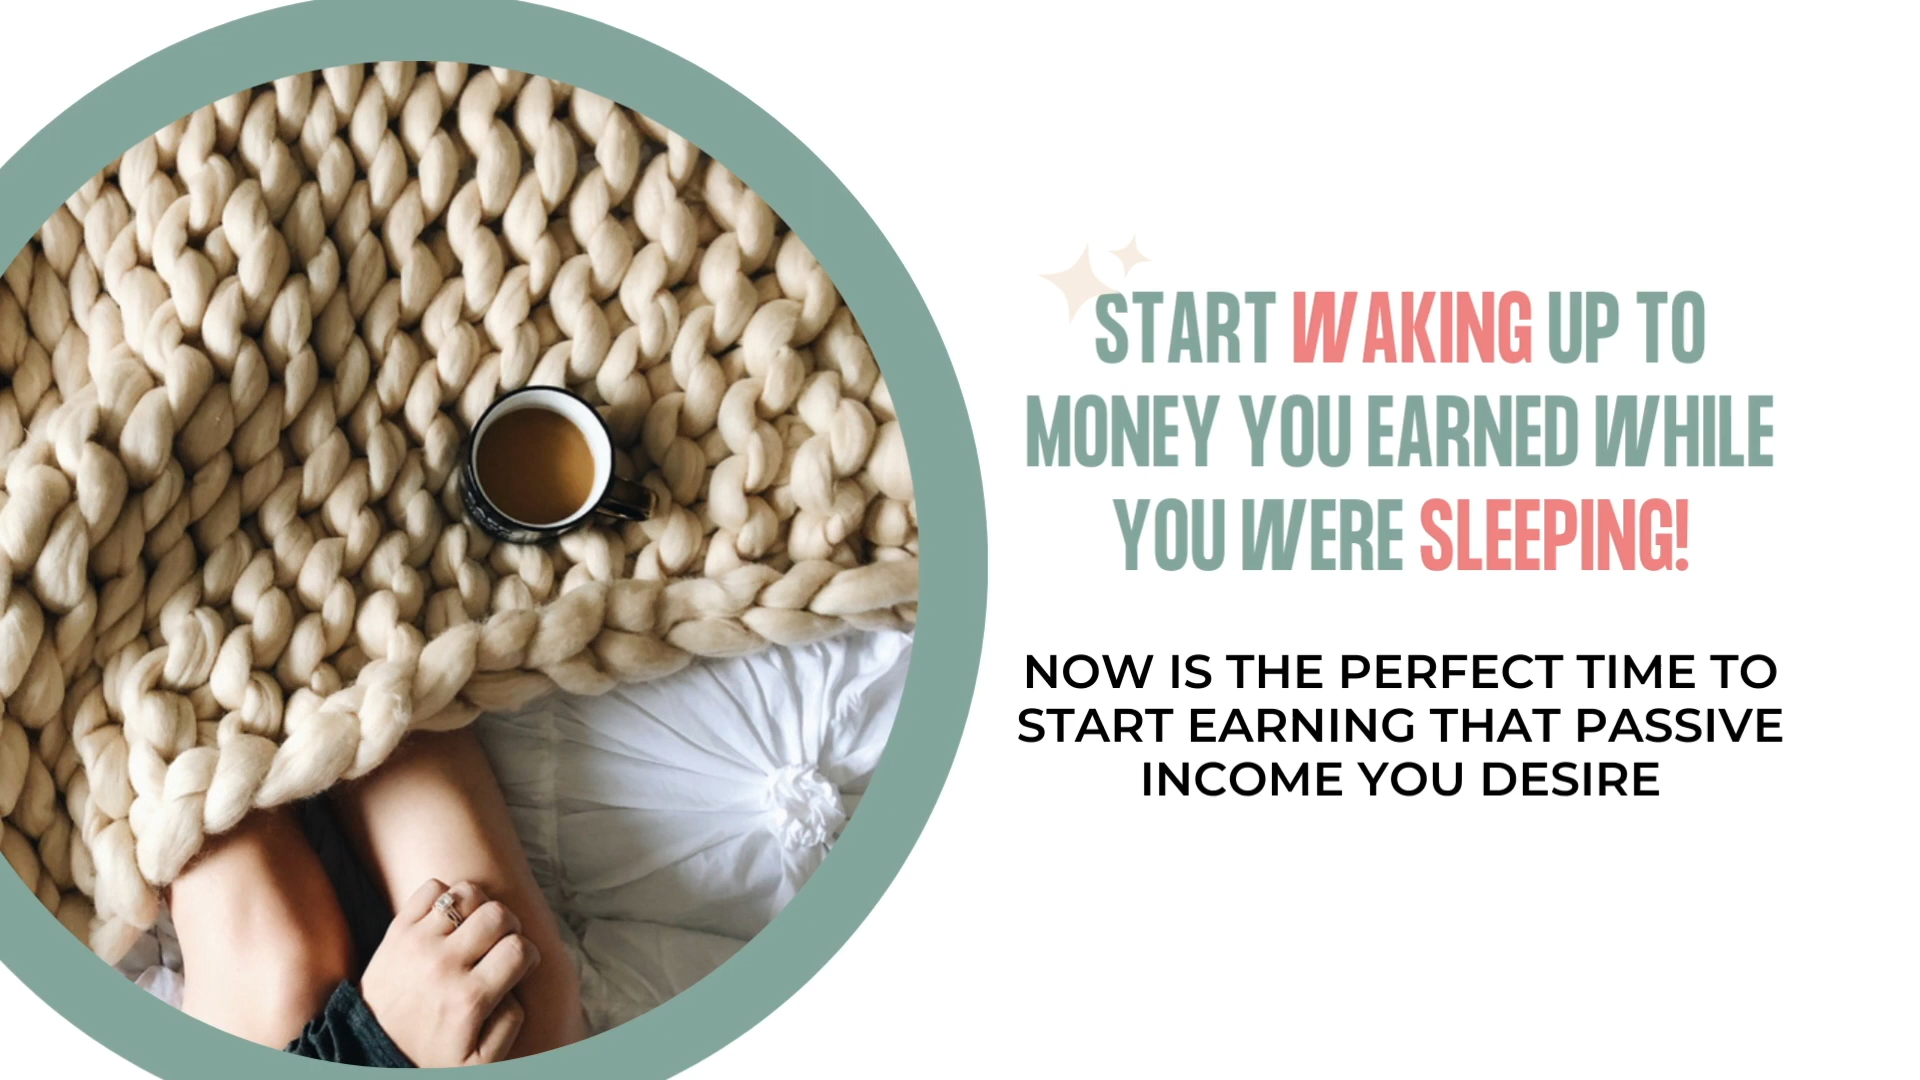 START WAKING UP TO
MONEY YOU EARNED WHILE
YOU WERE SLEEPING!
NOW IS THE PERFECT TIME TO
START EARNING THAT PASSIVE
INCOME YOU DESIRE